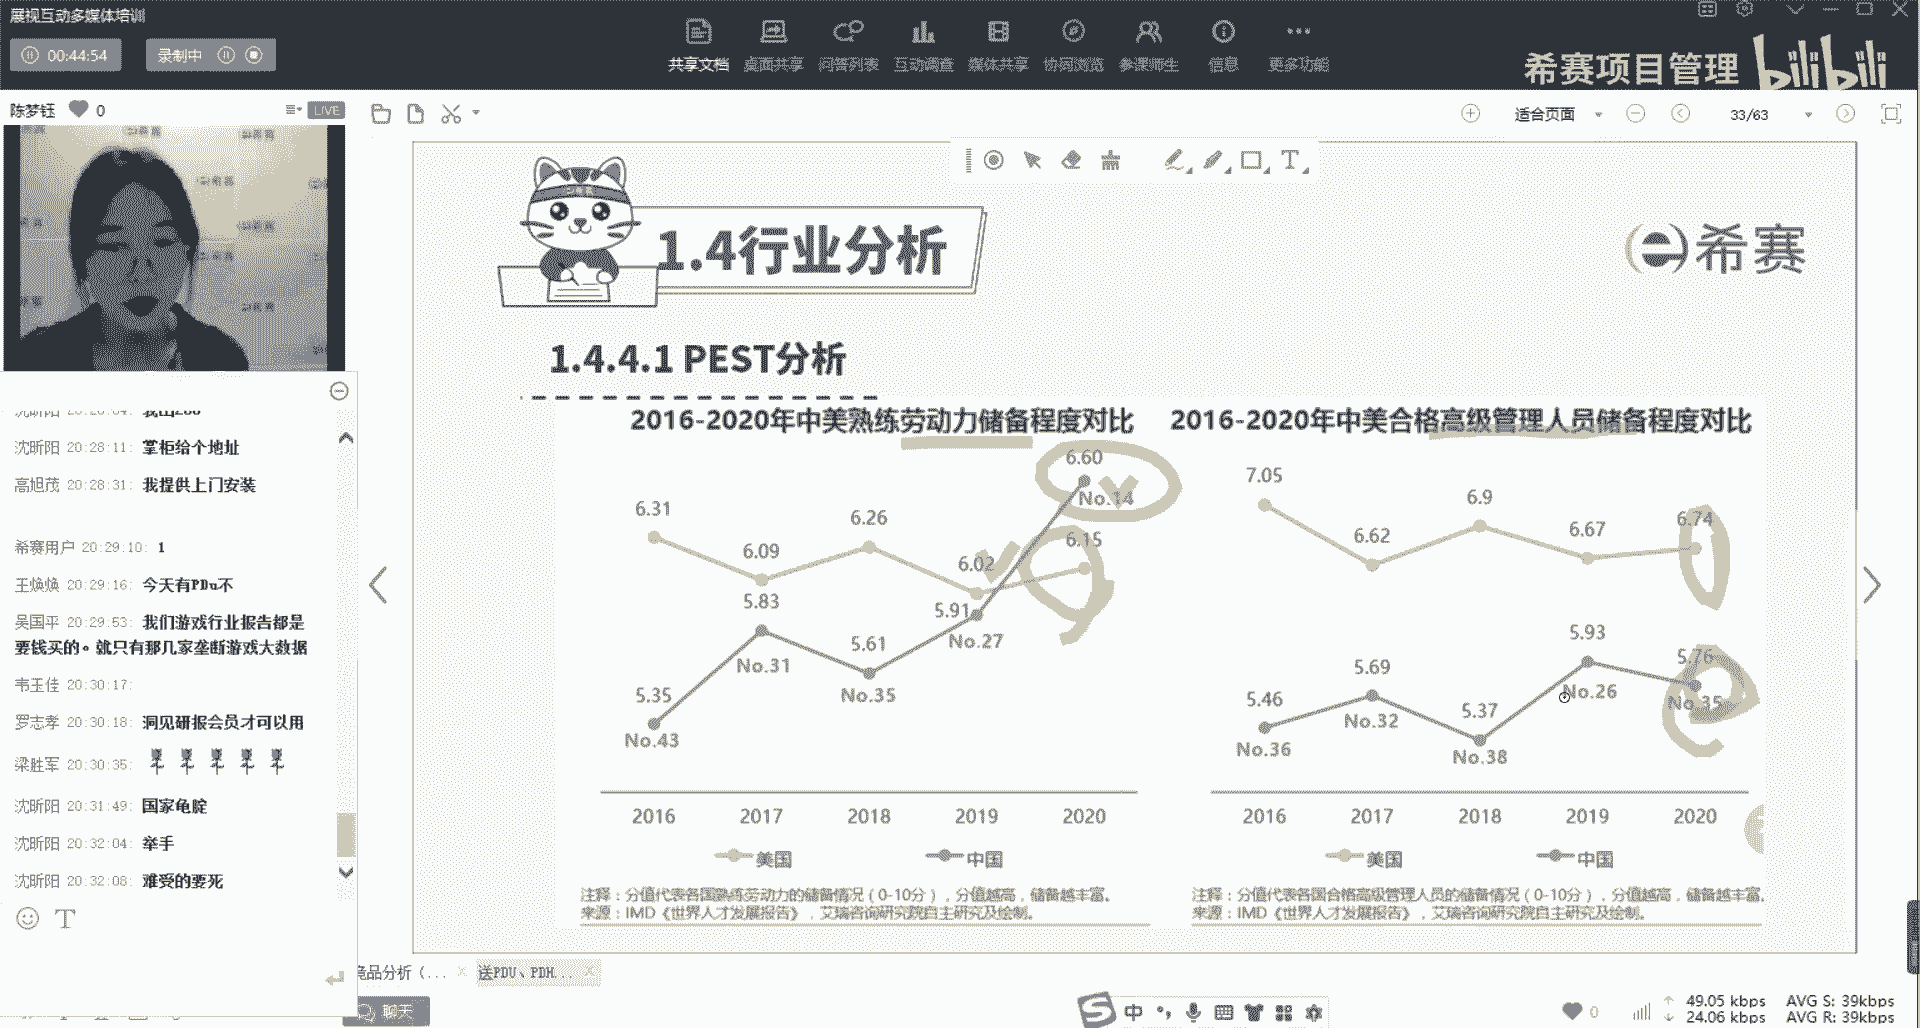 展视互动多媒体培训
00:44:54
录制中
共享文档 桌面共享 问答列表 互动调查 媒体共享 协同浏览 参课师生 信息 更多功能
希赛项目管理 bilibili
陈梦钰 0 LIVE
适合页面 33/63
沈昕阳 20:28:11: 掌柜给个地址
高旭茂 20:28:31: 我提供上门安装
希赛用户 20:29:10: 1
王焕焕 20:29:16: 今天有PDu不
吴国平 20:29:53: 我们游戏行业报告都是
要钱买的。就只有那几家垄断游戏大数据
韦玉佳 20:30:17:
罗志孝 20:30:18: 洞见研报会员才可以用
梁胜军 20:30:35:
沈昕阳 20:31:49: 国家龟腚
沈昕阳 20:32:04: 举手
沈昕阳 20:32:08: 难受的要死
T
1.4行业分析
希赛
1.4.4.1 PEST分析
2016-2020年中美熟练劳动力储备程度对比
6.31 6.09 6.26 6.02 6.15
5.35 5.83 5.61 5.91 6.60
No.43 No.31 No.35 No.27 No.14
2016 2017 2018 2019 2020
美国 中国
注释：分值代表各国熟练劳动力的储备情况（0-10分），分值越高，储备越丰富。
来源：IMD《世界人才发展报告》，艾瑞咨询研究院自主研究及绘制。
2016-2020年中美合格高级管理人员储备程度对比
7.05 6.62 6.9 6.67 6.74
5.46 5.69 5.37 5.93 5.76
No.36 No.32 No.38 No.26 No.35
2016 2017 2018 2019 2020
美国 中国
注释：分值代表各国合格高级管理人员的储备情况（0-10分），分值越高，储备越丰富。
来源：IMD《世界人才发展报告》，艾瑞咨询研究院自主研究及绘制。
竞品分析（... 送PDU、PDH...
聊天
中
0
49.05 kbps AVG S: 39kbps
24.06 kbps AVG R: 39kbps